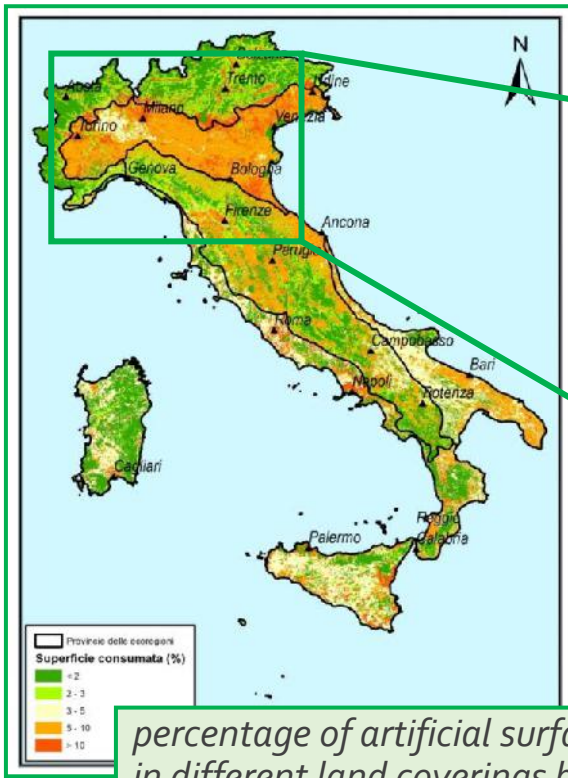 N
Bolzano
Aosta
Trento
Udine
Milano
Venezia
Torino
Genova
Bologna
Firenze
Ancona
Perugia
Roma
Campobasso
Bari
Napoli
Potenza
Cagliari
Reggio
Calabria
Palermo
Provincie delle ecoregioni
Superficie consumata (%)
<2
2 - 3
3 - 5
5 - 10
> 10
percentage of artificial surfa
in different land coverings b